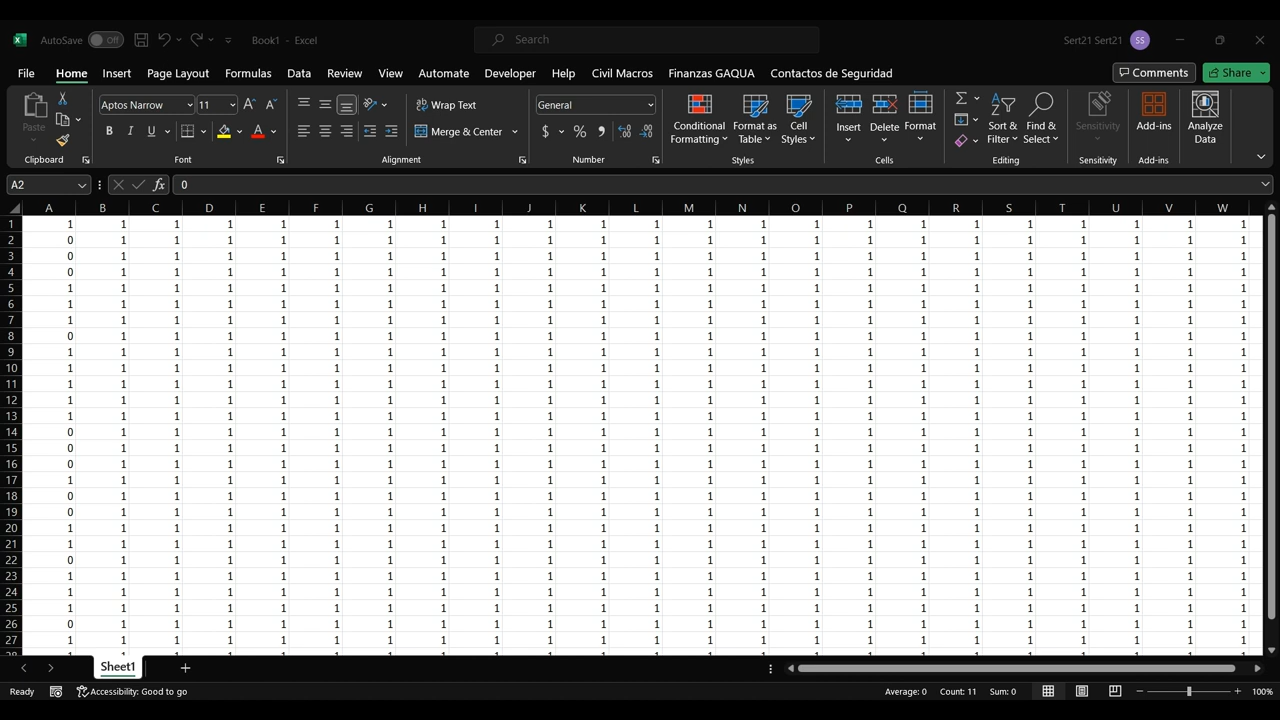 AutoSave Off Book1 - Excel Search Sert21 Sert21 SS
File Home Insert Page Layout Formulas Data Review View Automate Developer Help Civil Macros Finanzas GAQUA Contactos de Seguridad Comments Share
Paste Aptos Narrow 11 A^ Aˇ Wrap Text General Conditional Formatting Format as Table Cell Styles Insert Delete Format Sort & Filter Find & Select Sensitivity Add-ins Analyze Data
B I U A Merge & Center $ % 9
Clipboard Font Alignment Number Styles Cells Editing Sensitivity Add-ins
A2 fx 0
A B C D E F G H I J K L M N O P Q R S T U V W
1 1 1 1 1 1 1 1 1 1 1 1 1 1 1 1 1 1 1 1 1 1 1 1
2 0 1 1 1 1 1 1 1 1 1 1 1 1 1 1 1 1 1 1 1 1 1 1
3 0 1 1 1 1 1 1 1 1 1 1 1 1 1 1 1 1 1 1 1 1 1 1
4 0 1 1 1 1 1 1 1 1 1 1 1 1 1 1 1 1 1 1 1 1 1 1
5 1 1 1 1 1 1 1 1 1 1 1 1 1 1 1 1 1 1 1 1 1 1 1
6 1 1 1 1 1 1 1 1 1 1 1 1 1 1 1 1 1 1 1 1 1 1 1
7 1 1 1 1 1 1 1 1 1 1 1 1 1 1 1 1 1 1 1 1 1 1 1
8 0 1 1 1 1 1 1 1 1 1 1 1 1 1 1 1 1 1 1 1 1 1 1
9 1 1 1 1 1 1 1 1 1 1 1 1 1 1 1 1 1 1 1 1 1 1 1
10 1 1 1 1 1 1 1 1 1 1 1 1 1 1 1 1 1 1 1 1 1 1 1
11 1 1 1 1 1 1 1 1 1 1 1 1 1 1 1 1 1 1 1 1 1 1 1
12 1 1 1 1 1 1 1 1 1 1 1 1 1 1 1 1 1 1 1 1 1 1 1
13 1 1 1 1 1 1 1 1 1 1 1 1 1 1 1 1 1 1 1 1 1 1 1
14 0 1 1 1 1 1 1 1 1 1 1 1 1 1 1 1 1 1 1 1 1 1 1
15 0 1 1 1 1 1 1 1 1 1 1 1 1 1 1 1 1 1 1 1 1 1 1
16 0 1 1 1 1 1 1 1 1 1 1 1 1 1 1 1 1 1 1 1 1 1 1
17 1 1 1 1 1 1 1 1 1 1 1 1 1 1 1 1 1 1 1 1 1 1 1
18 0 1 1 1 1 1 1 1 1 1 1 1 1 1 1 1 1 1 1 1 1 1 1
19 0 1 1 1 1 1 1 1 1 1 1 1 1 1 1 1 1 1 1 1 1 1 1
20 1 1 1 1 1 1 1 1 1 1 1 1 1 1 1 1 1 1 1 1 1 1 1
21 1 1 1 1 1 1 1 1 1 1 1 1 1 1 1 1 1 1 1 1 1 1 1
22 0 1 1 1 1 1 1 1 1 1 1 1 1 1 1 1 1 1 1 1 1 1 1
23 1 1 1 1 1 1 1 1 1 1 1 1 1 1 1 1 1 1 1 1 1 1 1
24 1 1 1 1 1 1 1 1 1 1 1 1 1 1 1 1 1 1 1 1 1 1 1
25 1 1 1 1 1 1 1 1 1 1 1 1 1 1 1 1 1 1 1 1 1 1 1
26 0 1 1 1 1 1 1 1 1 1 1 1 1 1 1 1 1 1 1 1 1 1 1
27 1 1 1 1 1 1 1 1 1 1 1 1 1 1 1 1 1 1 1 1 1 1 1
Sheet1
Ready Accessibility: Good to go Average: 0 Count: 11 Sum: 0 100%